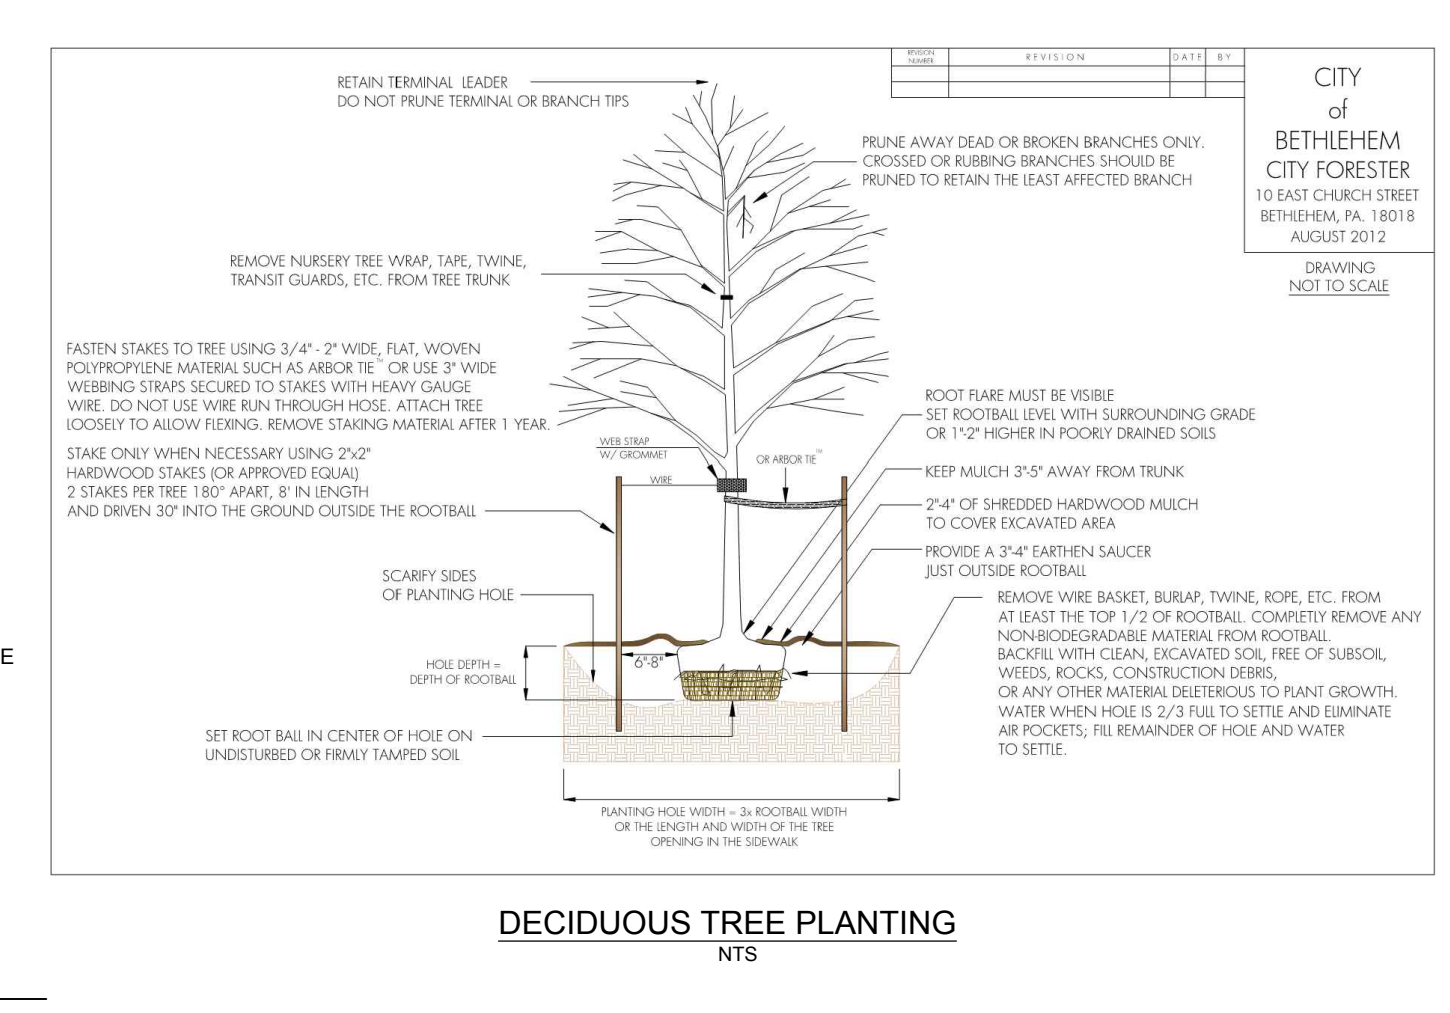 REVISION
NUMBER
REVISION
DATE
BY
CITY
of
BETHLEHEM
CITY FORESTER
10 EAST CHURCH STREET
BETHLEHEM, PA. 18018
AUGUST 2012
DRAWING
NOT TO SCALE
RETAIN TERMINAL LEADER
DO NOT PRUNE TERMINAL OR BRANCH TIPS
PRUNE AWAY DEAD OR BROKEN BRANCHES ONLY.
CROSSED OR RUBBING BRANCHES SHOULD BE
PRUNED TO RETAIN THE LEAST AFFECTED BRANCH
REMOVE NURSERY TREE WRAP, TAPE, TWINE,
TRANSIT GUARDS, ETC. FROM TREE TRUNK
FASTEN STAKES TO TREE USING 3/4" - 2" WIDE, FLAT, WOVEN
POLYPROPYLENE MATERIAL SUCH AS ARBOR TIE™ OR USE 3" WIDE
WEBBING STRAPS SECURED TO STAKES WITH HEAVY GAUGE
WIRE. DO NOT USE WIRE RUN THROUGH HOSE. ATTACH TREE
LOOSELY TO ALLOW FLEXING. REMOVE STAKING MATERIAL AFTER 1 YEAR.
STAKE ONLY WHEN NECESSARY USING 2"x2"
HARDWOOD STAKES (OR APPROVED EQUAL)
2 STAKES PER TREE 180° APART, 8' IN LENGTH
AND DRIVEN 30" INTO THE GROUND OUTSIDE THE ROOTBALL
WEB STRAP
W/ GROMMET
WIRE
OR ARBOR TIE™
ROOT FLARE MUST BE VISIBLE
SET ROOTBALL LEVEL WITH SURROUNDING GRADE
OR 1"-2" HIGHER IN POORLY DRAINED SOILS
KEEP MULCH 3"-5" AWAY FROM TRUNK
2"-4" OF SHREDDED HARDWOOD MULCH
TO COVER EXCAVATED AREA
PROVIDE A 3"-4" EARTHEN SAUCER
JUST OUTSIDE ROOTBALL
SCARIFY SIDES
OF PLANTING HOLE
REMOVE WIRE BASKET, BURLAP, TWINE, ROPE, ETC. FROM
AT LEAST THE TOP 1/2 OF ROOTBALL. COMPLETLY REMOVE ANY
NON-BIODEGRADABLE MATERIAL FROM ROOTBALL.
BACKFILL WITH CLEAN, EXCAVATED SOIL, FREE OF SUBSOIL,
WEEDS, ROCKS, CONSTRUCTION DEBRIS,
OR ANY OTHER MATERIAL DELETERIOUS TO PLANT GROWTH.
WATER WHEN HOLE IS 2/3 FULL TO SETTLE AND ELIMINATE
AIR POCKETS; FILL REMAINDER OF HOLE AND WATER
TO SETTLE.
E
6"-8"
HOLE DEPTH =
DEPTH OF ROOTBALL
SET ROOT BALL IN CENTER OF HOLE ON
UNDISTURBED OR FIRMLY TAMPED SOIL
PLANTING HOLE WIDTH = 3x ROOTBALL WIDTH
OR THE LENGTH AND WIDTH OF THE TREE
OPENING IN THE SIDEWALK
DECIDUOUS TREE PLANTING
NTS